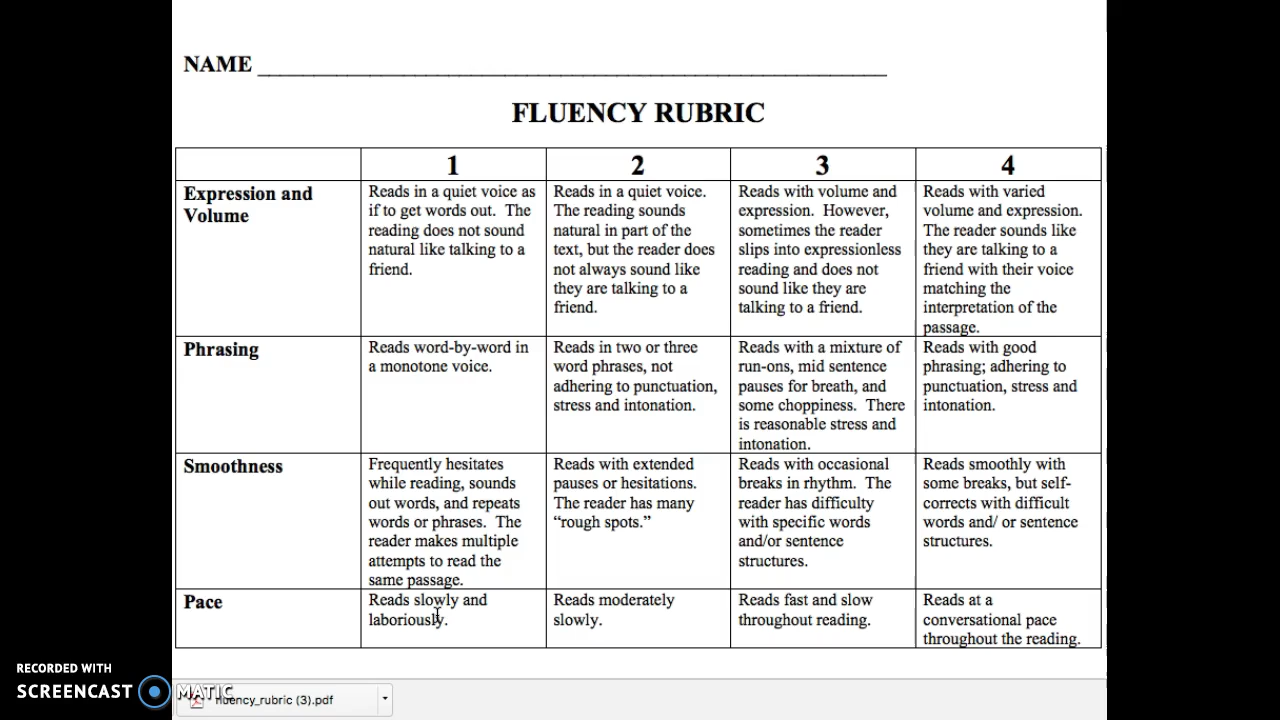 NAME ______________________________________________________
FLUENCY RUBRIC
1 2 3 4
Expression and
Volume
Reads in a quiet voice as
if to get words out. The
reading does not sound
natural like talking to a
friend.
Reads in a quiet voice.
The reading sounds
natural in part of the
text, but the reader does
not always sound like
they are talking to a
friend.
Reads with volume and
expression. However,
sometimes the reader
slips into expressionless
reading and does not
sound like they are
talking to a friend.
Reads with varied
volume and expression.
The reader sounds like
they are talking to a
friend with their voice
matching the
interpretation of the
passage.
Phrasing
Reads word-by-word in
a monotone voice.
Reads in two or three
word phrases, not
adhering to punctuation,
stress and intonation.
Reads with a mixture of
run-ons, mid sentence
pauses for breath, and
some choppiness. There
is reasonable stress and
intonation.
Reads with good
phrasing; adhering to
punctuation, stress and
intonation.
Smoothness
Frequently hesitates
while reading, sounds
out words, and repeats
words or phrases. The
reader makes multiple
attempts to read the
same passage.
Reads with extended
pauses or hesitations.
The reader has many
“rough spots.”
Reads with occasional
breaks in rhythm. The
reader has difficulty
with specific words
and/or sentence
structures.
Reads smoothly with
some breaks, but self-
corrects with difficult
words and/ or sentence
structures.
Pace
Reads slowly and
laboriously.
Reads moderately
slowly.
Reads fast and slow
throughout reading.
Reads at a
conversational pace
throughout the reading.
RECORDED WITH
SCREENCAST MATIC
fluency_rubric (3).pdf